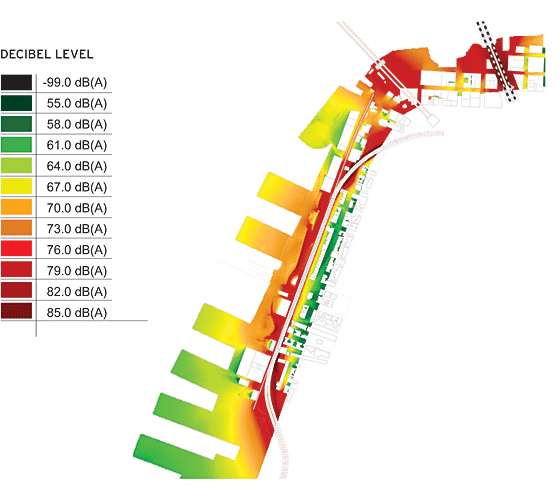 DECIBEL LEVEL
-99.0 dB(A)
55.0 dB(A)
58.0 dB(A)
61.0 dB(A)
64.0 dB(A)
67.0 dB(A)
70.0 dB(A)
73.0 dB(A)
76.0 dB(A)
79.0 dB(A)
82.0 dB(A)
85.0 dB(A)